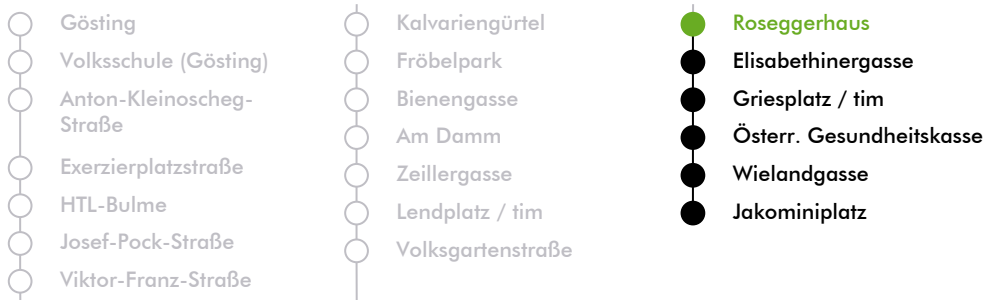 Gösting
Volksschule (Gösting)
Anton-Kleinoscheg-
Straße
Exerzierplatzstraße
HTL-Bulme
Josef-Pock-Straße
Viktor-Franz-Straße
Kalvariengürtel
Fröbelpark
Bienengasse
Am Damm
Zeillergasse
Lendplatz / tim
Volksgartenstraße
Roseggerhaus
Elisabethinergasse
Griesplatz / tim
Österr. Gesundheitskasse
Wielandgasse
Jakominiplatz